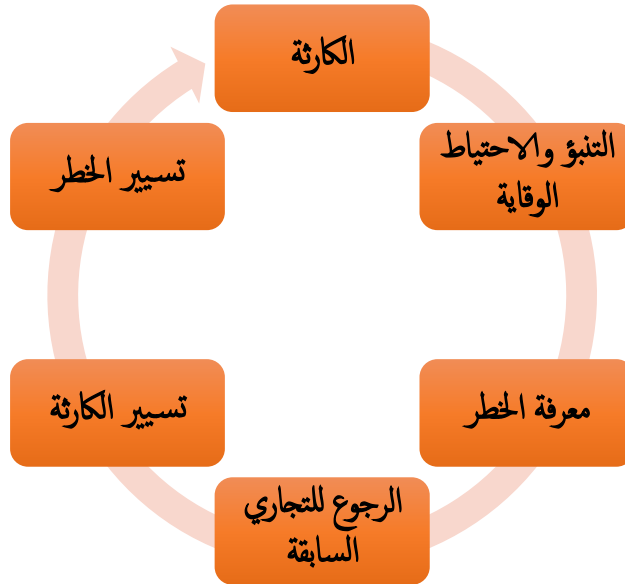 الكارثة
التنبؤ والاحتياط
الوقاية
معرفة الخطر
الرجوع للتجاري
السابقة
تسيير الكارثة
تسيير الخطر